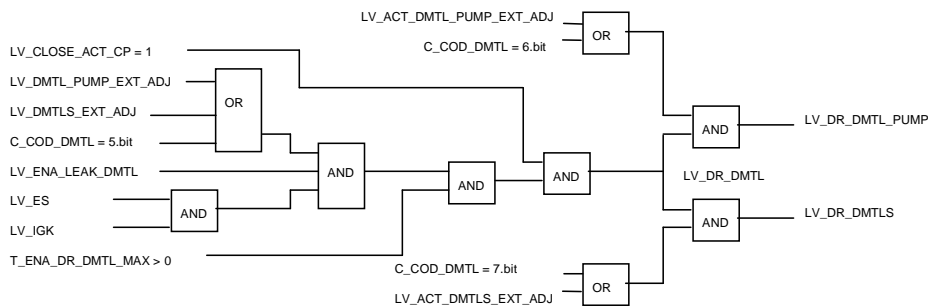 LV_ACT_DMTL_PUMP_EXT_ADJ
OR
C_COD_DMTL = 6.bit
LV_CLOSE_ACT_CP = 1
LV_DMTL_PUMP_EXT_ADJ
OR
LV_DMTLS_EXT_ADJ
C_COD_DMTL = 5.bit
AND
LV_DR_DMTL_PUMP
LV_ENA_LEAK_DMTL
AND
AND
AND
LV_DR_DMTL
LV_ES
AND
LV_IGK
AND
LV_DR_DMTLS
T_ENA_DR_DMTL_MAX > 0
C_COD_DMTL = 7.bit
OR
LV_ACT_DMTLS_EXT_ADJ